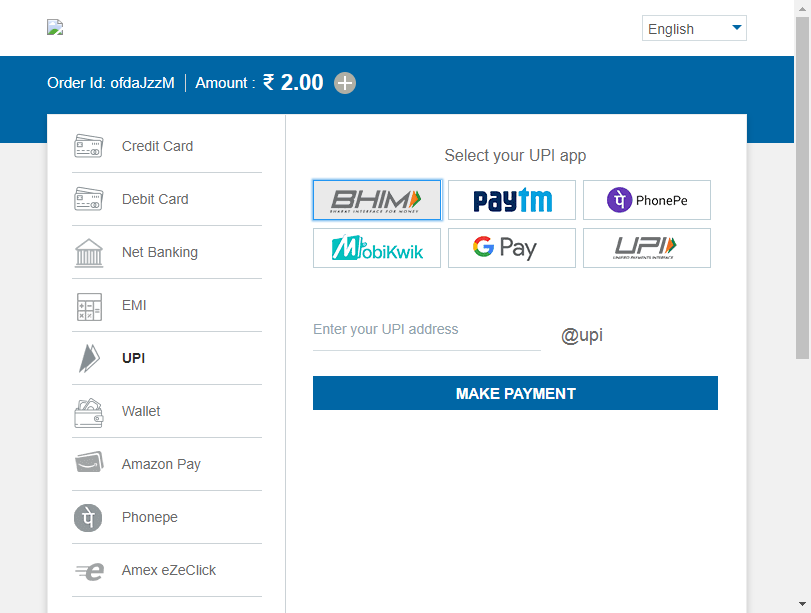 English
Order Id: ofdaJzzM Amount : ₹ 2.00
Credit Card
Debit Card
Net Banking
EMI
UPI
Wallet
Amazon Pay
Phonepe
Amex eZeClick
Select your UPI app
BHIM
BHARAT INTERFACE FOR MONEY
paytm
पे PhonePe
MobiKwik
G Pay
UPI
UNIFIED PAYMENTS INTERFACE
Enter your UPI address
@upi
MAKE PAYMENT